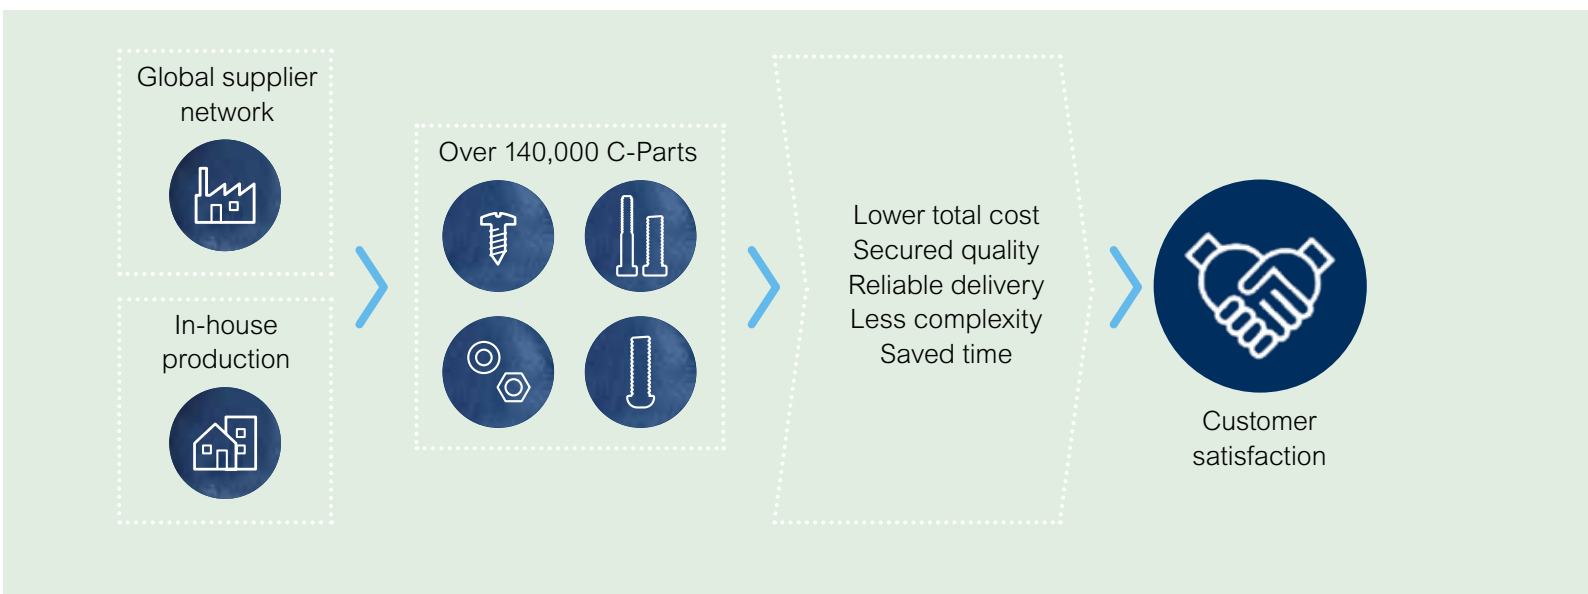 Global supplier
network
In-house
production
Over 140,000 C-Parts
Lower total cost
Secured quality
Reliable delivery
Less complexity
Saved time
Customer
satisfaction